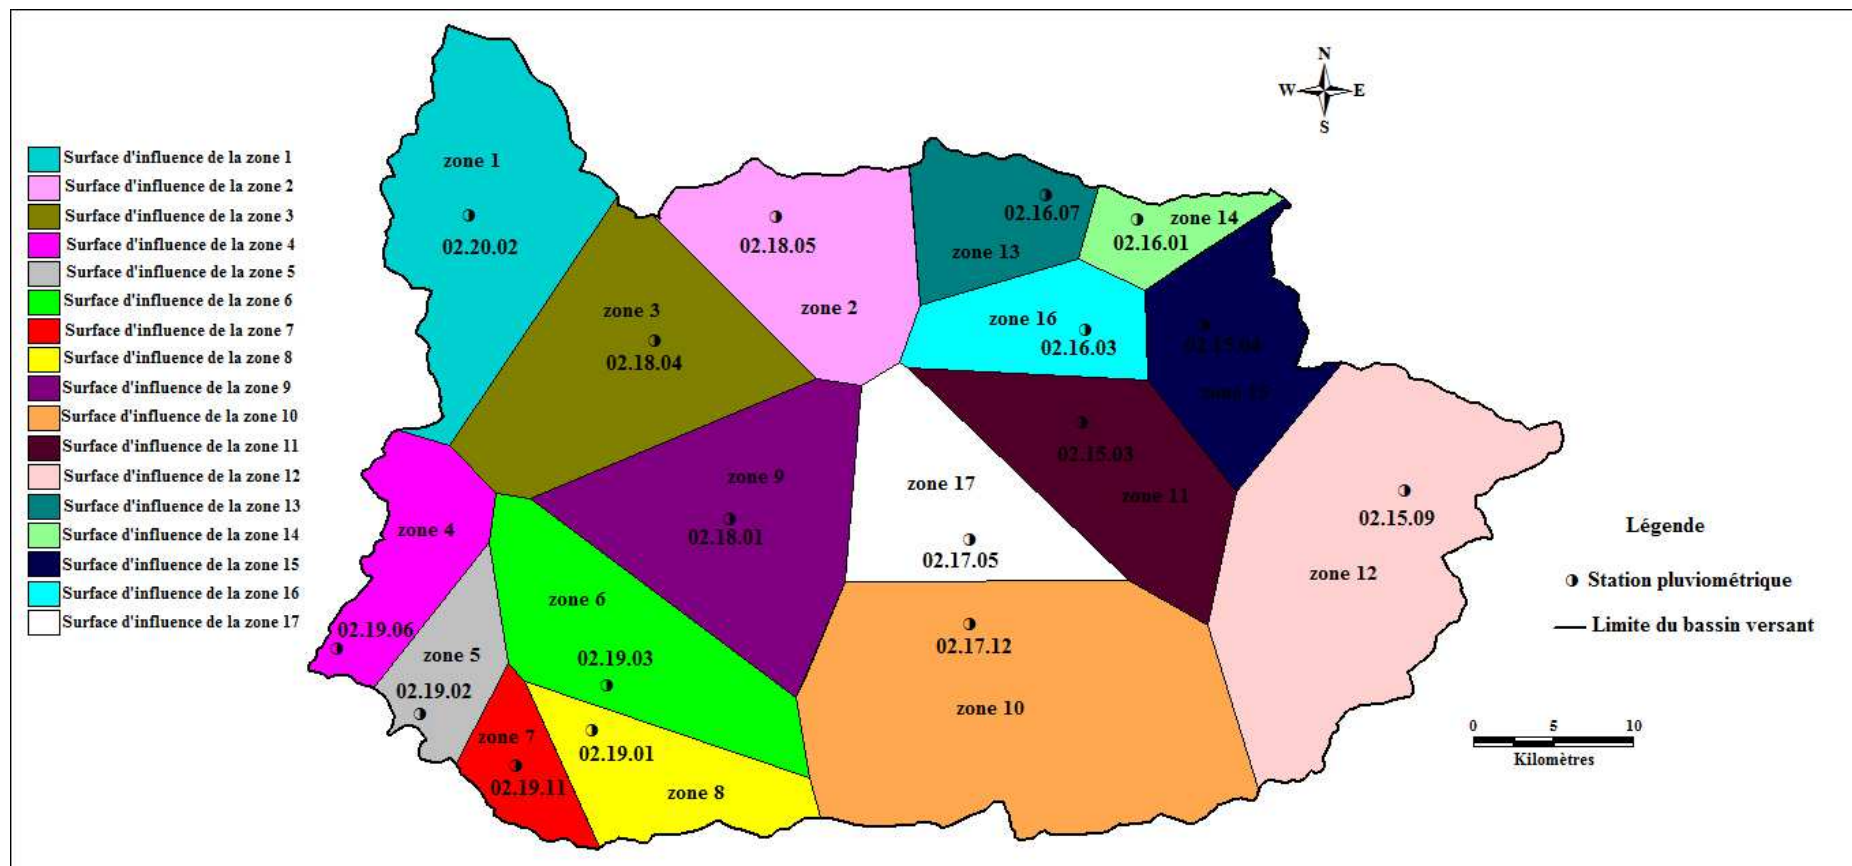 N
W E
S
Surface d'influence de la zone 1
Surface d'influence de la zone 2
Surface d'influence de la zone 3
Surface d'influence de la zone 4
Surface d'influence de la zone 5
Surface d'influence de la zone 6
Surface d'influence de la zone 7
Surface d'influence de la zone 8
Surface d'influence de la zone 9
Surface d'influence de la zone 10
Surface d'influence de la zone 11
Surface d'influence de la zone 12
Surface d'influence de la zone 13
Surface d'influence de la zone 14
Surface d'influence de la zone 15
Surface d'influence de la zone 16
Surface d'influence de la zone 17
zone 1
02.20.02
02.18.05
zone 2
zone 3
02.18.04
02.16.07
zone 13
zone 14
02.16.01
zone 16
02.16.03
zone 15
02.15.03
zone 11
zone 9
02.18.01
zone 17
02.17.05
02.15.09
zone 12
zone 4
02.19.06
zone 5
02.19.02
zone 6
02.19.03
zone 7
02.19.11
02.19.01
zone 8
02.17.12
zone 10
Légende
Station pluviométrique
Limite du bassin versant
0 5 10
Kilomètres